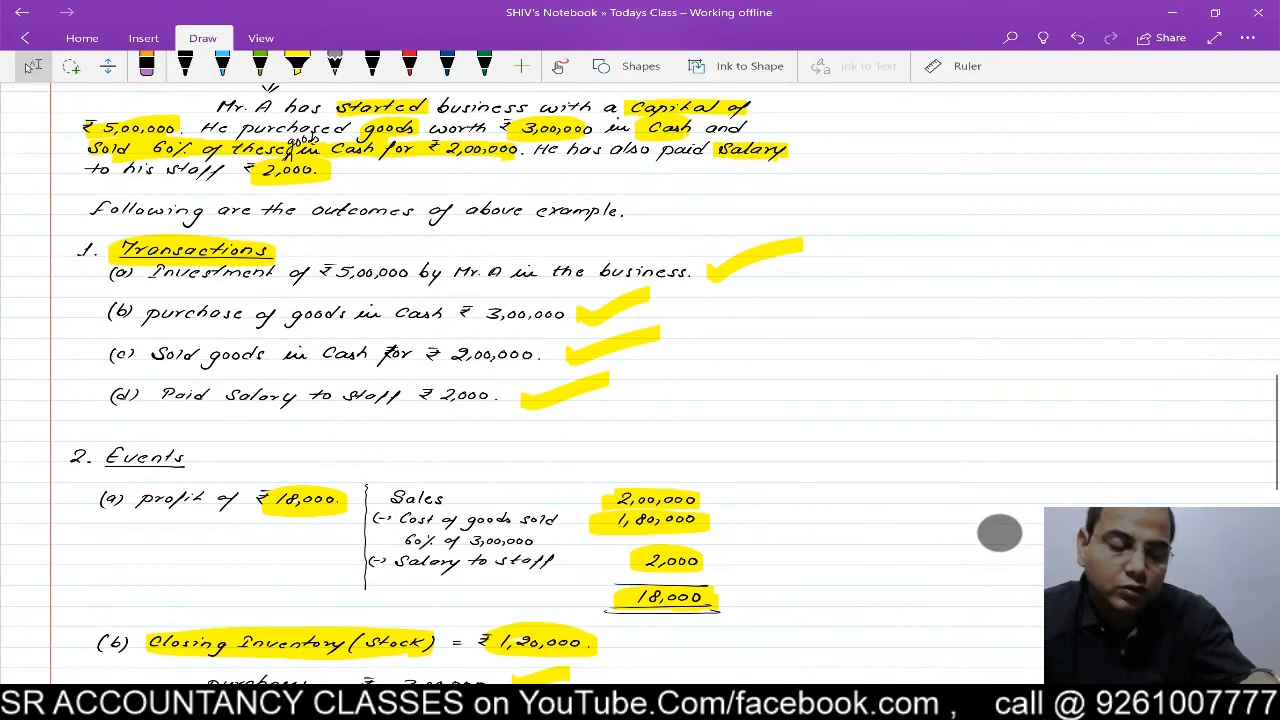 SHIV's Notebook » Todays Class – Working offline
Home Insert Draw View
Share
Shapes Ink to Shape Ink to Text Ruler
Mr. A has started business with a Capital of
₹ 5,00,000. He purchased goods worth ₹ 3,00,000 in Cash and
goods
Sold 60% of these in Cash for ₹ 2,00,000. He has also paid Salary
to his staff ₹ 2,000.
Following are the outcomes of above example.
1. Transactions
(a) Investment of ₹ 5,00,000 by Mr. A in the business.
(b) purchase of goods in Cash ₹ 3,00,000
(c) Sold goods in Cash for ₹ 2,00,000.
(d) Paid Salary to Staff ₹ 2,000.
2. Events
(a) profit of ₹ 18,000. Sales 2,00,000
(-) Cost of goods sold 1,80,000
60% of 3,00,000
(-) Salary to staff 2,000
18,000
(b) Closing Inventory (Stock) = ₹ 1,20,000.
SR ACCOUNTANCY CLASSES on YouTube.Com/facebook.com , call @ 9261007777